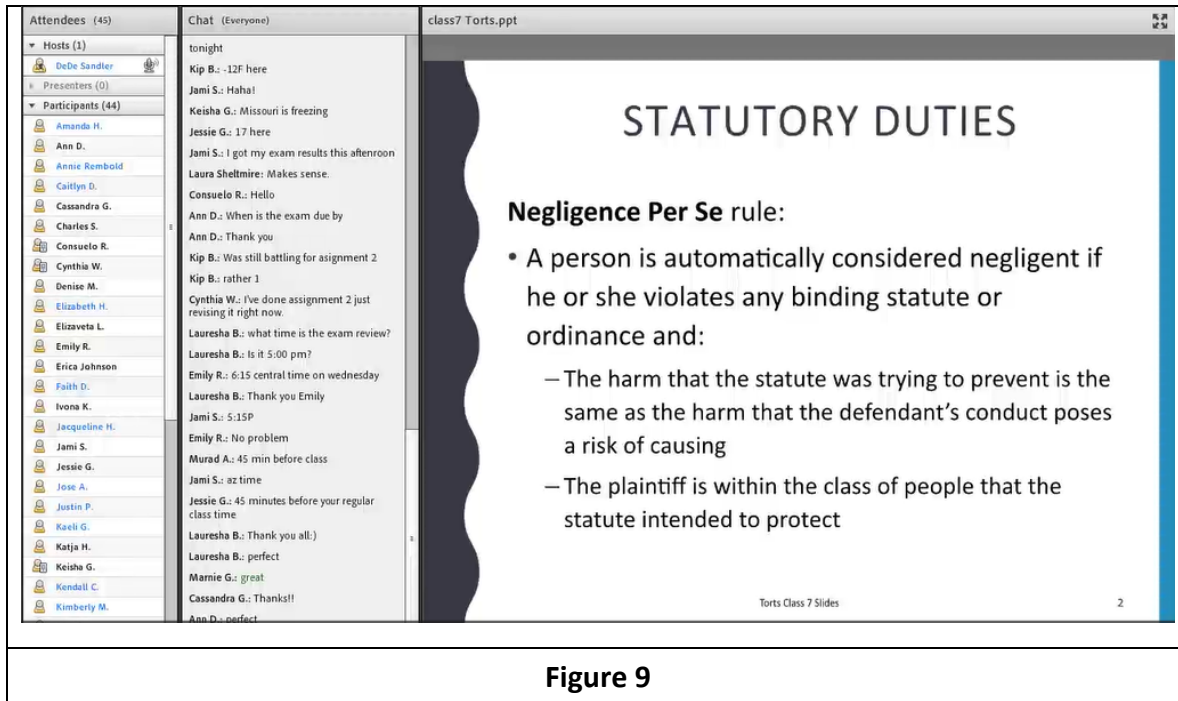 Attendees (45)
Hosts (1)
DeDe Sandler
Presenters (0)
Participants (44)
Amanda H.
Ann D.
Annie Rembold
Caitlyn D.
Cassandra G.
Charles S.
Consuelo R.
Cynthia W.
Denise M.
Elizabeth H.
Elizaveta L.
Emily R.
Erica Johnson
Faith D.
Ivona K.
Jacqueline H.
Jami S.
Jessie G.
Jose A.
Justin P.
Kaeli G.
Katja H.
Keisha G.
Kendall C.
Kimberly M.
Chat (Everyone)
tonight
Kip B.: -12F here
Jami S.: Haha!
Keisha G.: Missouri is freezing
Jessie G.: 17 here
Jami S.: I got my exam results this aftenroon
Laura Sheltmire: Makes sense.
Consuelo R.: Hello
Ann D.: When is the exam due by
Ann D.: Thank you
Kip B.: Was still battling for asignment 2
Kip B.: rather 1
Cynthia W.: I've done assignment 2 just
revising it right now.
Lauresha B.: what time is the exam review?
Lauresha B.: Is it 5:00 pm?
Emily R.: 6:15 central time on wednesday
Lauresha B.: Thank you Emily
Jami S.: 5:15P
Emily R.: No problem
Murad A.: 45 min before class
Jami S.: az time
Jessie G.: 45 minutes before your regular
class time
Lauresha B.: Thank you all:)
Lauresha B.: perfect
Marnie G.: great
Cassandra G.: Thanks!!
Ann D.: perfect
class7 Torts.ppt
STATUTORY DUTIES
Negligence Per Se rule:
• A person is automatically considered negligent if
he or she violates any binding statute or
ordinance and:
– The harm that the statute was trying to prevent is the
same as the harm that the defendant's conduct poses
a risk of causing
– The plaintiff is within the class of people that the
statute intended to protect
Torts Class 7 Slides
2
Figure 9